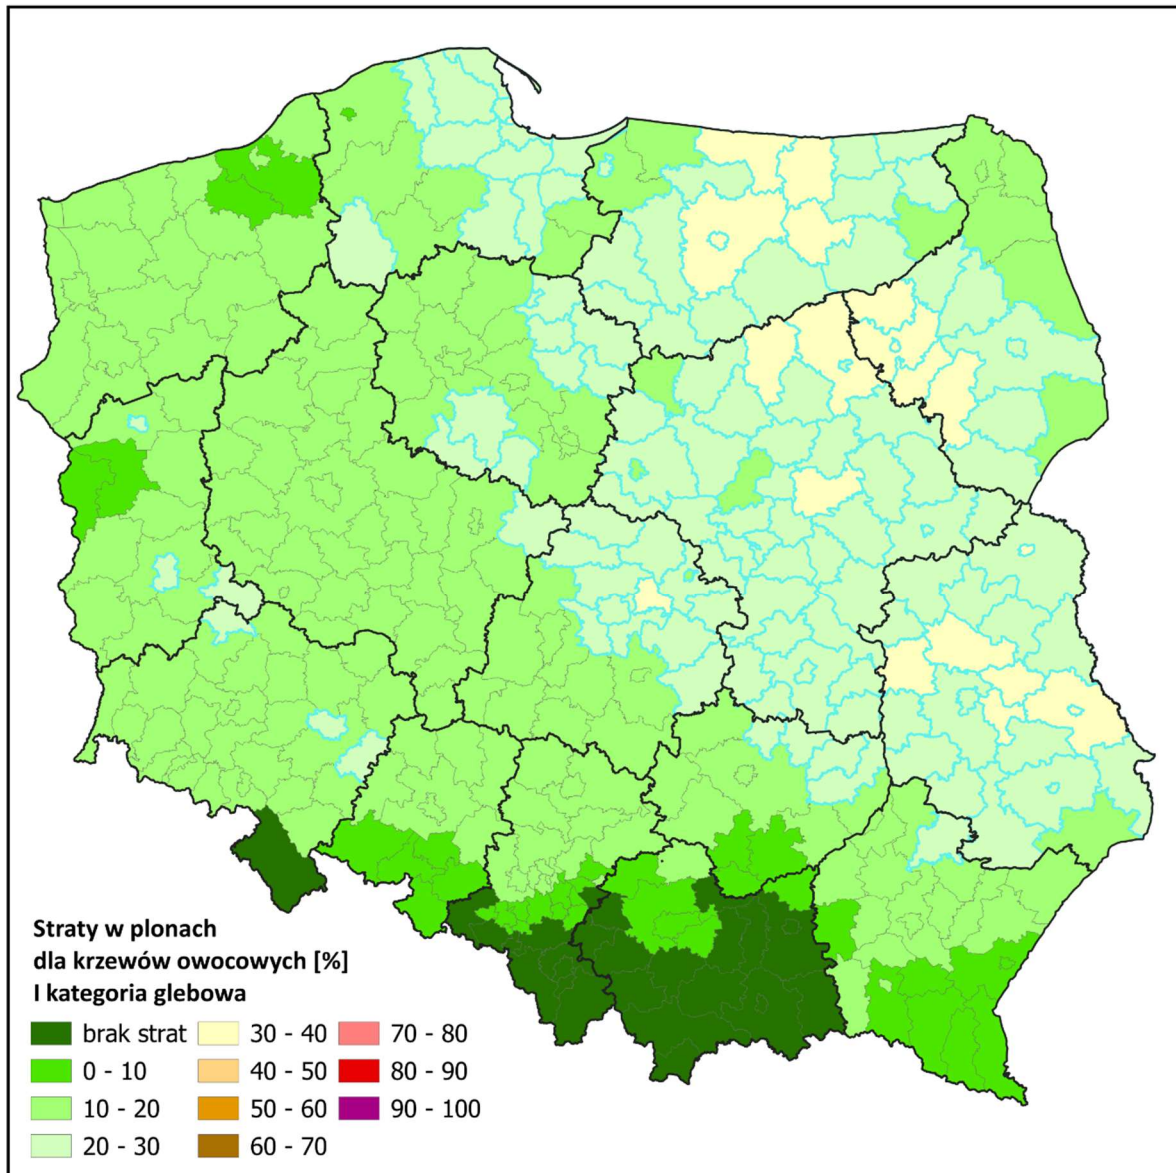 Straty w plonach
dla krzewów owocowych [%]
I kategoria glebowa
brak strat
0 - 10
10 - 20
20 - 30
30 - 40
40 - 50
50 - 60
60 - 70
70 - 80
80 - 90
90 - 100